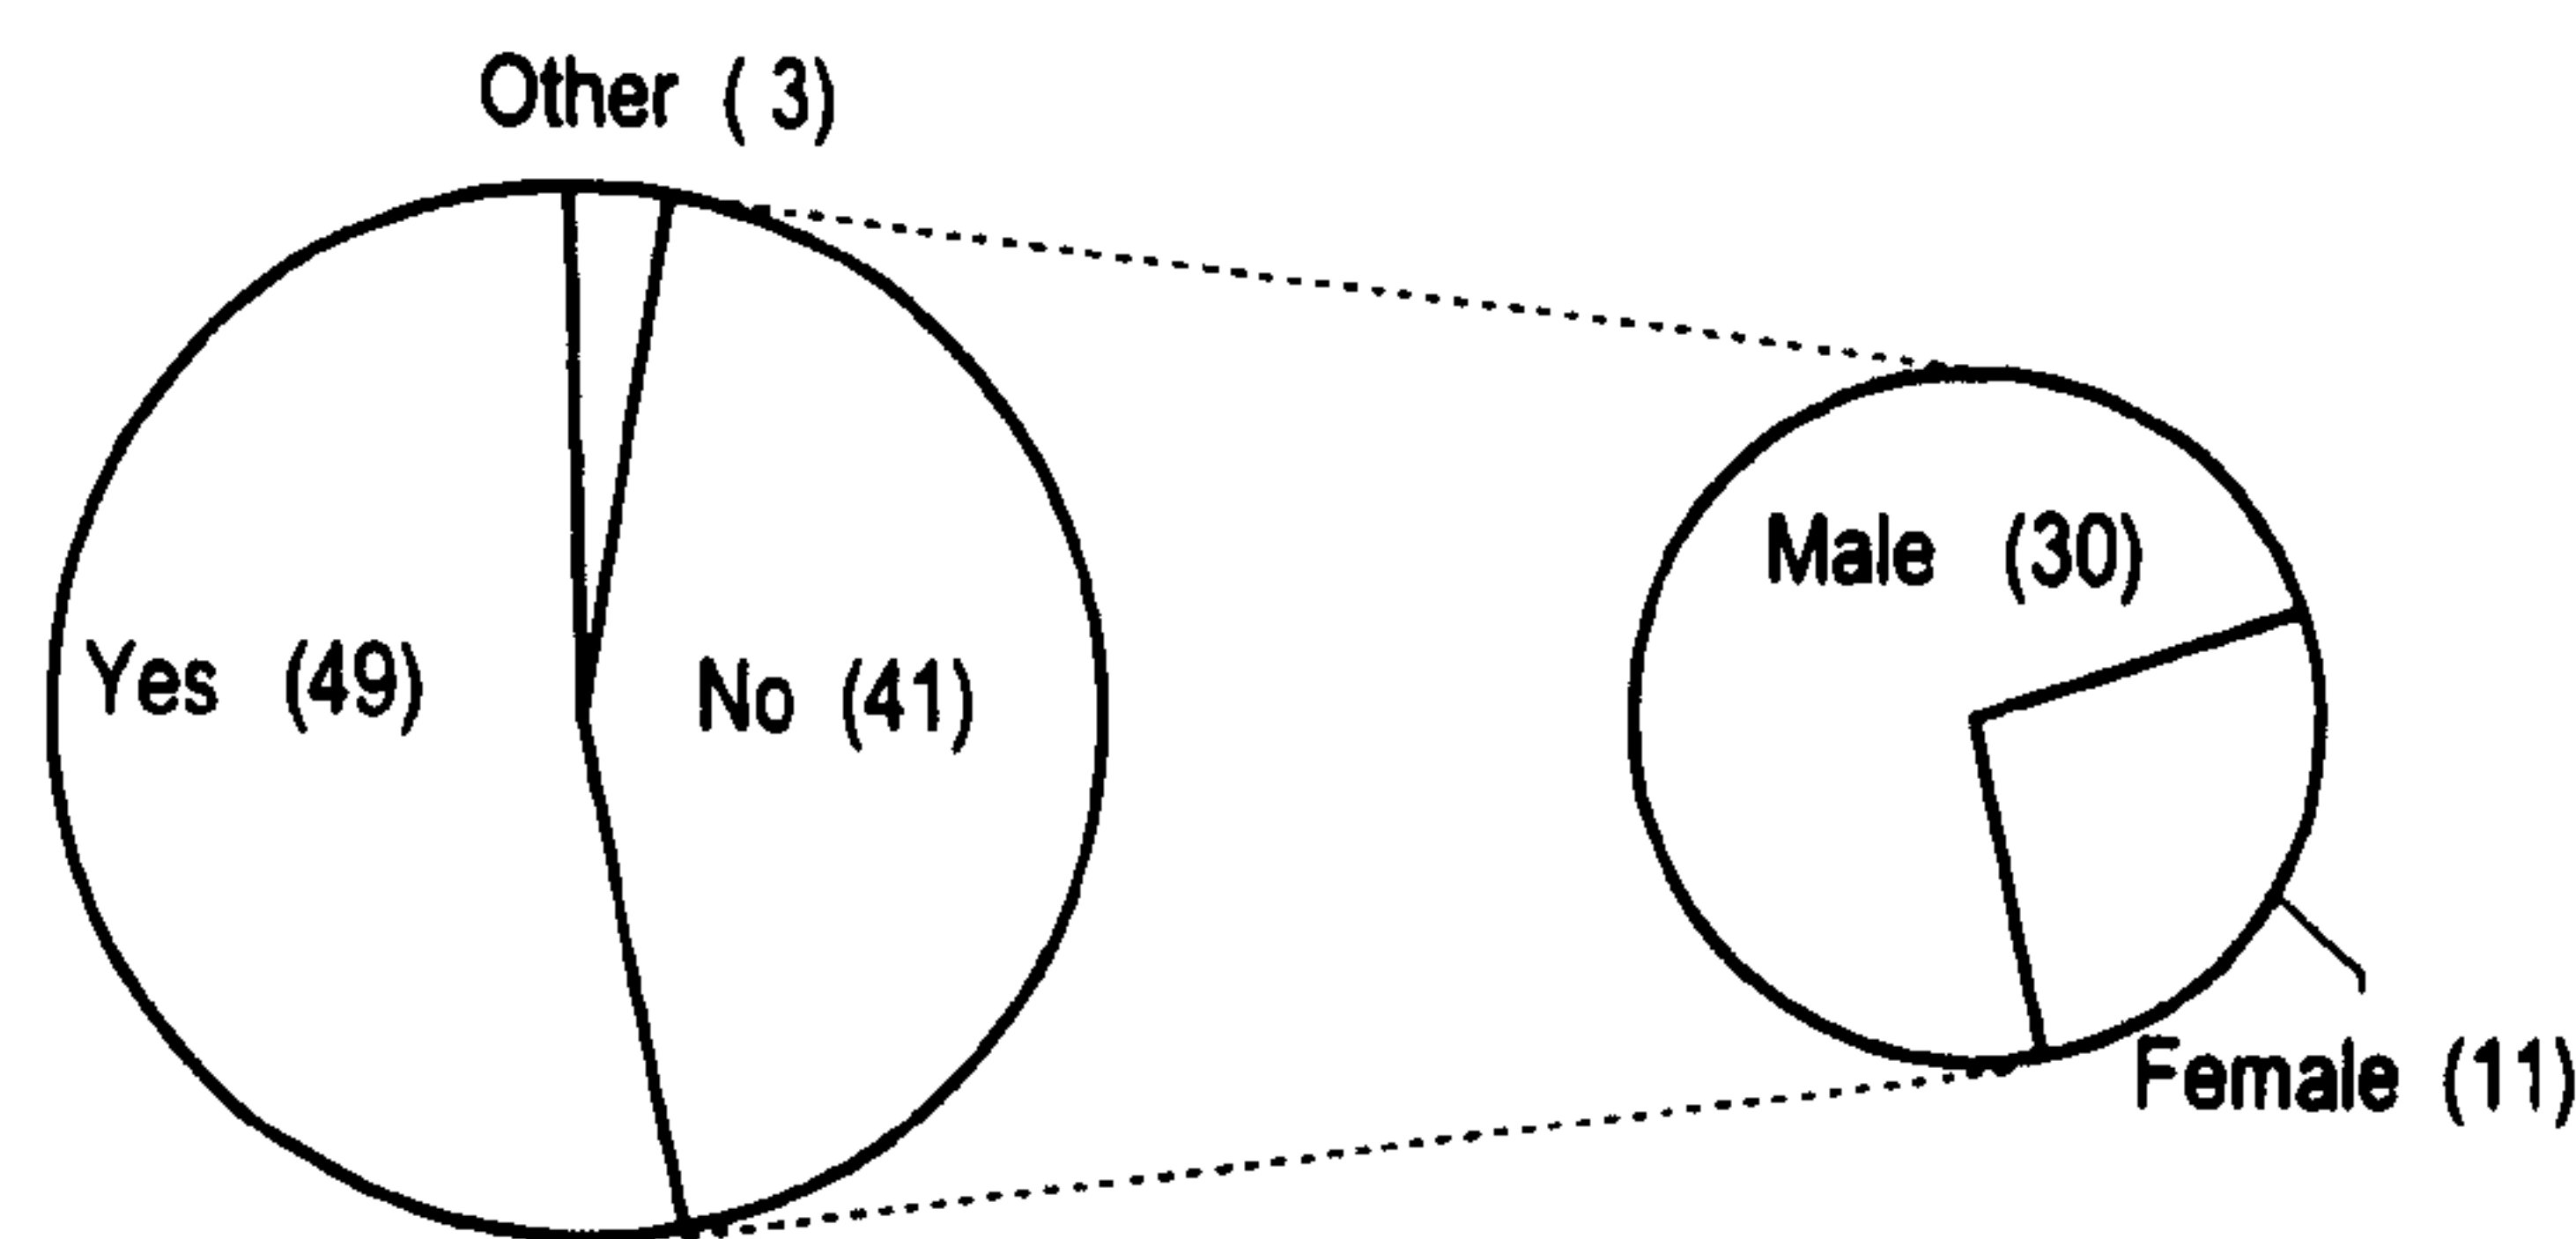 Other ( 3)
Yes (49)
No (41)
Male (30)
Female (11)